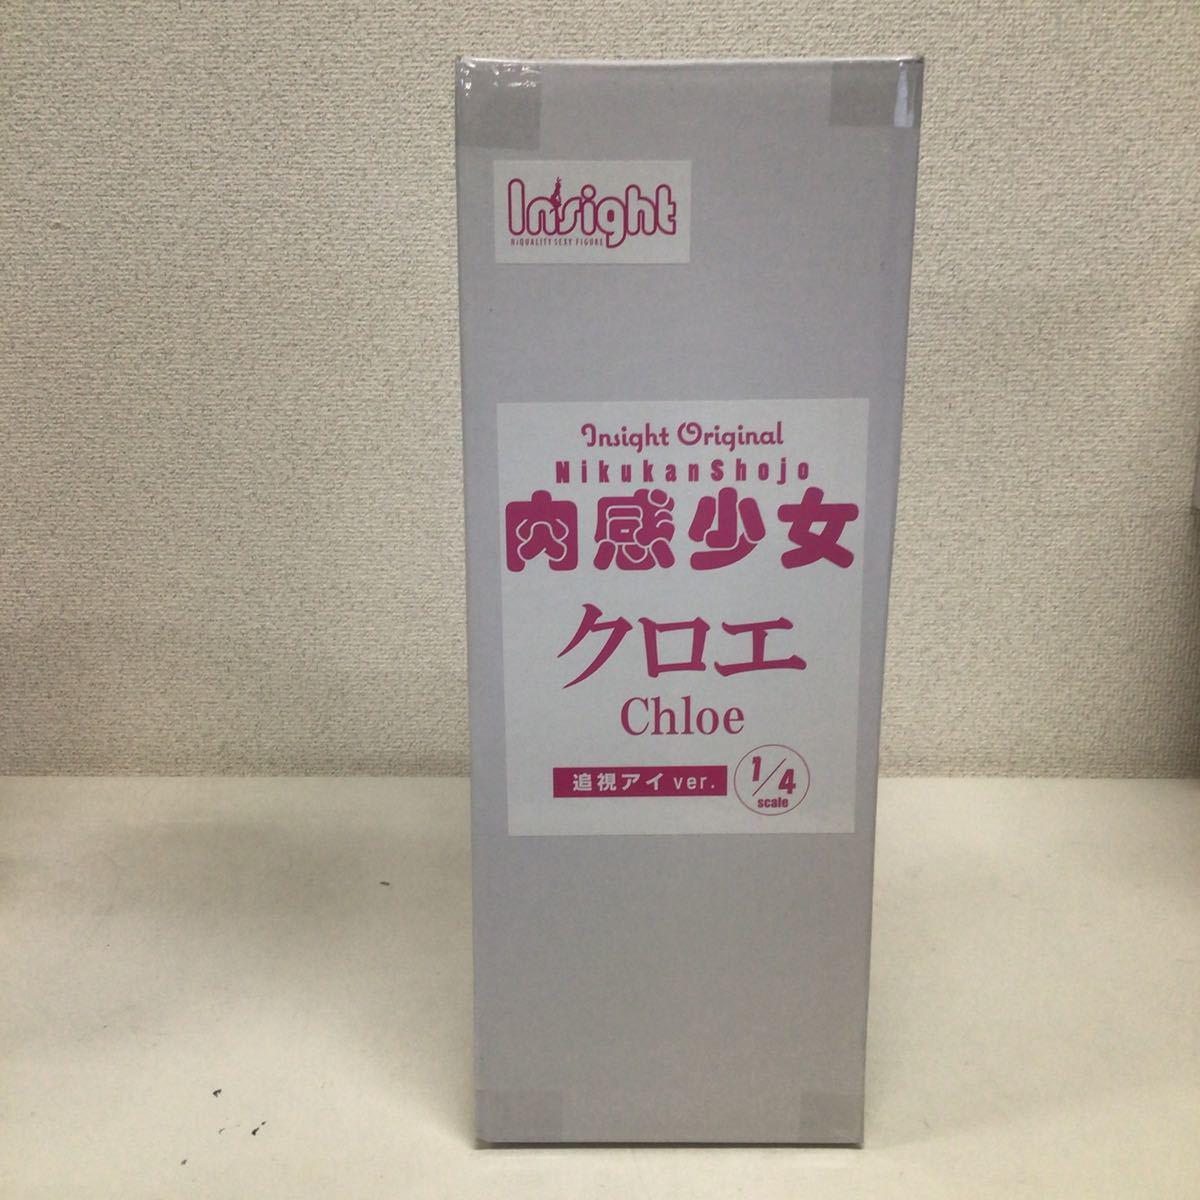 Insight
HiQUALITY SEXY FIGURE
Insight Original
NikukanShojo
肉感少女
クロエ
Chloe
追視アイ ver.
1/4
scale